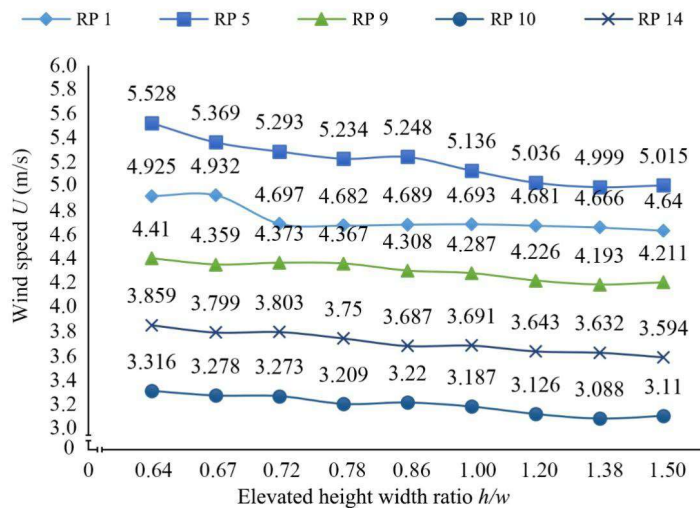 RP 1 RP 5 RP 9 RP 10 RP 14
6.0
5.528
5.6
5.369 5.293 5.234 5.248
5.4
5.136 5.036 4.999 5.015
5.2
4.925 4.932
5.0
4.697 4.682 4.689 4.693 4.681 4.666 4.64
4.8
4.41 4.359 4.373 4.367 4.308 4.287 4.226 4.193 4.211
4.6
4.4
4.2
3.859 3.799 3.803 3.75 3.687 3.691 3.643 3.632 3.594
4.0
3.8
3.6
3.316 3.278 3.273 3.209 3.22 3.187 3.126 3.088 3.11
3.4
3.2
3.0
0
0 0.64 0.67 0.72 0.78 0.86 1.00 1.20 1.38 1.50
Wind speed U (m/s)
Elevated height width ratio h/w